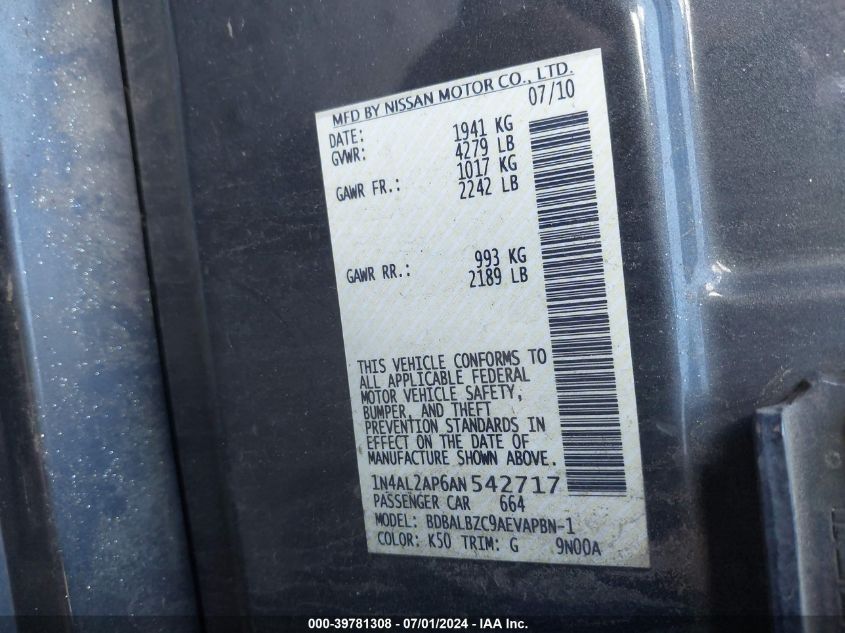 MFD BY NISSAN MOTOR CO., LTD.
DATE: 07/10
GVWR: 1941 KG
4279 LB
GAWR FR.: 1017 KG
2242 LB
GAWR RR.: 993 KG
2189 LB
THIS VEHICLE CONFORMS TO
ALL APPLICABLE FEDERAL
MOTOR VEHICLE SAFETY,
BUMPER, AND THEFT
PREVENTION STANDARDS IN
EFFECT ON THE DATE OF
MANUFACTURE SHOWN ABOVE.
1N4AL2AP6AN542717
PASSENGER CAR 664
MODEL: BDBALBZC9AEVAPBN-1
COLOR: K50 TRIM: G 9N00A
000-39781308 - 07/01/2024 - IAA Inc.